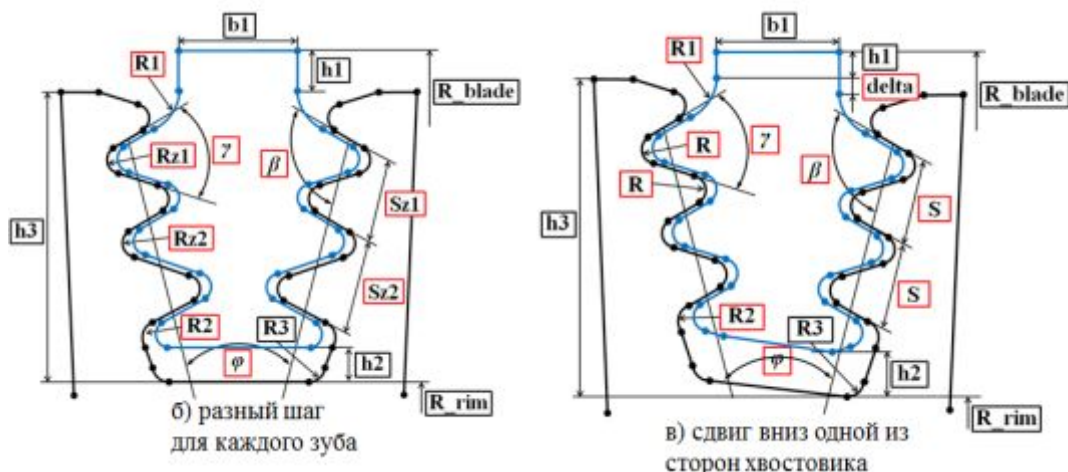 b1
R1
h1
R_blade
γ
β
Rz1
Sz1
h3
Rz2
Sz2
R2
R3
φ
h2
R_rim
б) разный шаг
для каждого зуба
b1
R1
h1
delta
R_blade
γ
R
β
R
S
h3
S
R2
R3
φ
h2
R_rim
в) сдвиг вниз одной из
сторон хвостовика